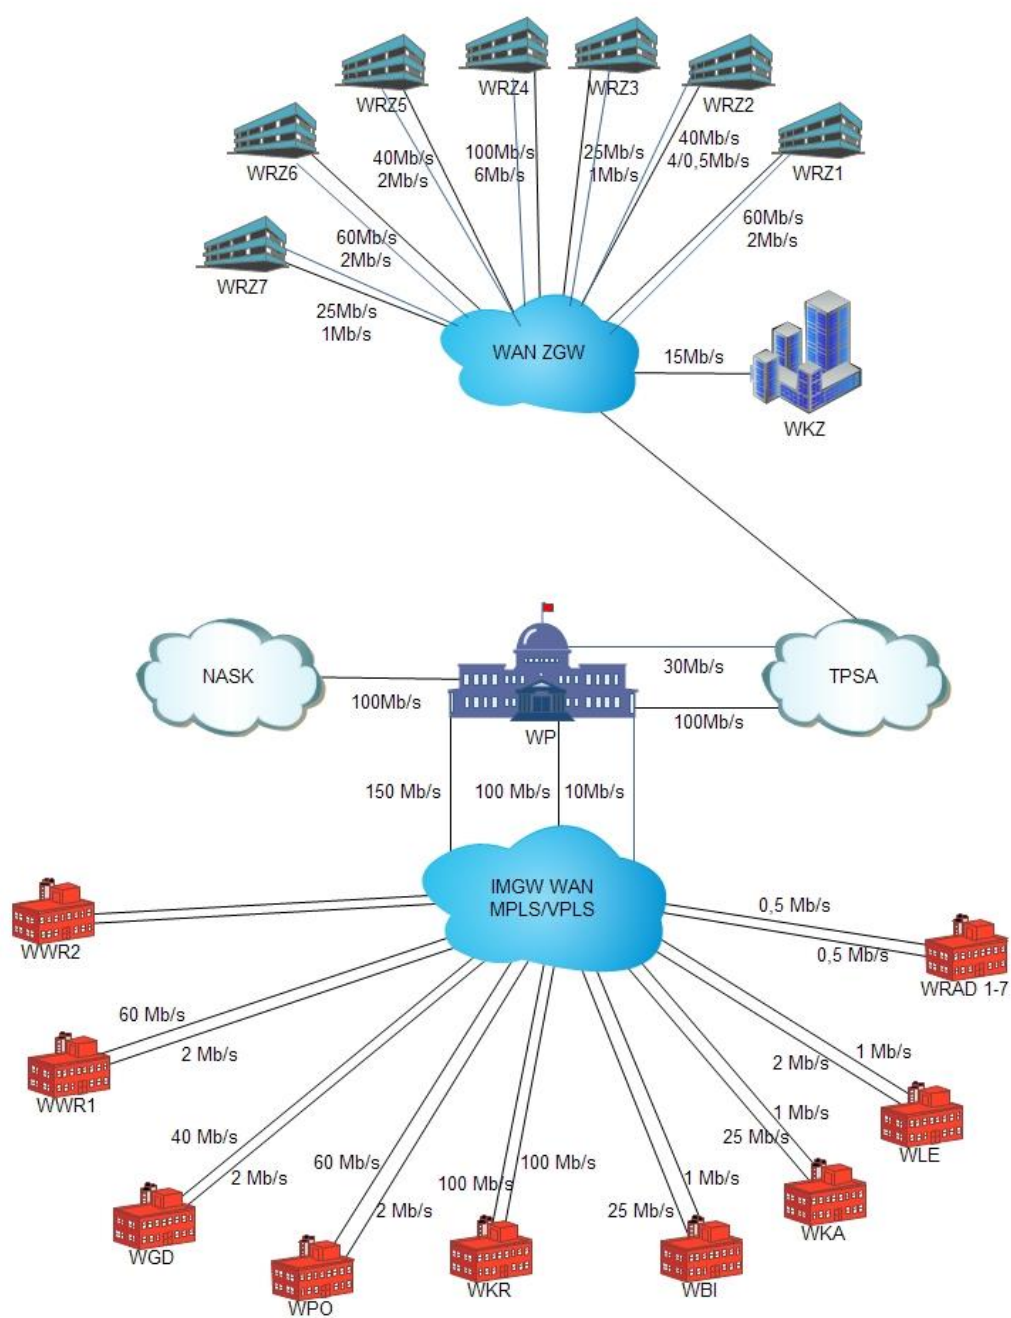 WRZ4
WRZ3
WRZ5
WRZ2
40Mb/s
4/0,5Mb/s
100Mb/s
6Mb/s
25Mb/s
1Mb/s
40Mb/s
2Mb/s
WRZ6
WRZ1
60Mb/s
2Mb/s
60Mb/s
2Mb/s
WRZ7
25Mb/s
1Mb/s
WAN ZGW
15Mb/s
WKZ
NASK
100Mb/s
30Mb/s
TPSA
100Mb/s
WP
150 Mb/s
100 Mb/s
10Mb/s
IMGW WAN
MPLS/VPLS
0,5 Mb/s
0,5 Mb/s
WWR2
WRAD 1-7
60 Mb/s
2 Mb/s
1 Mb/s
2 Mb/s
WWR1
WLE
40 Mb/s
2 Mb/s
60 Mb/s
2 Mb/s
100 Mb/s
100 Mb/s
1 Mb/s
25 Mb/s
1 Mb/s
25 Mb/s
WKA
WGD
WPO
WKR
WBI